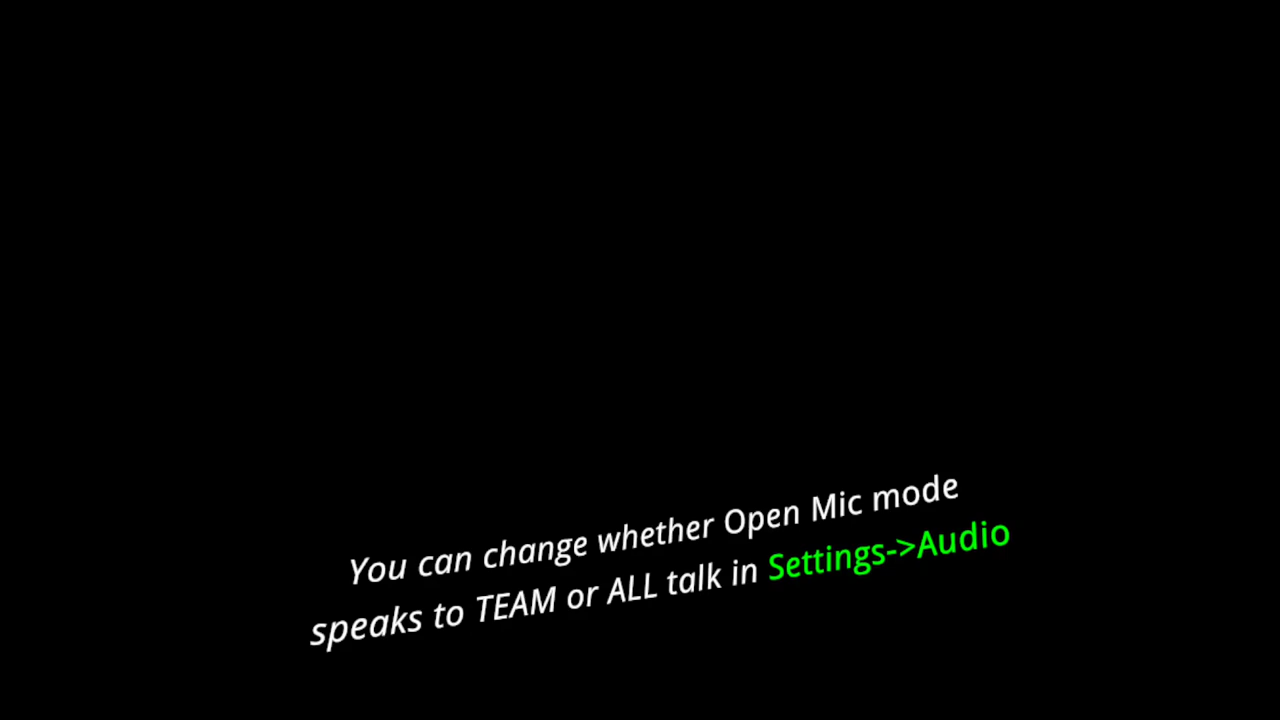 You can change whether Open Mic mode
speaks to TEAM or ALL talk in Settings->Audio